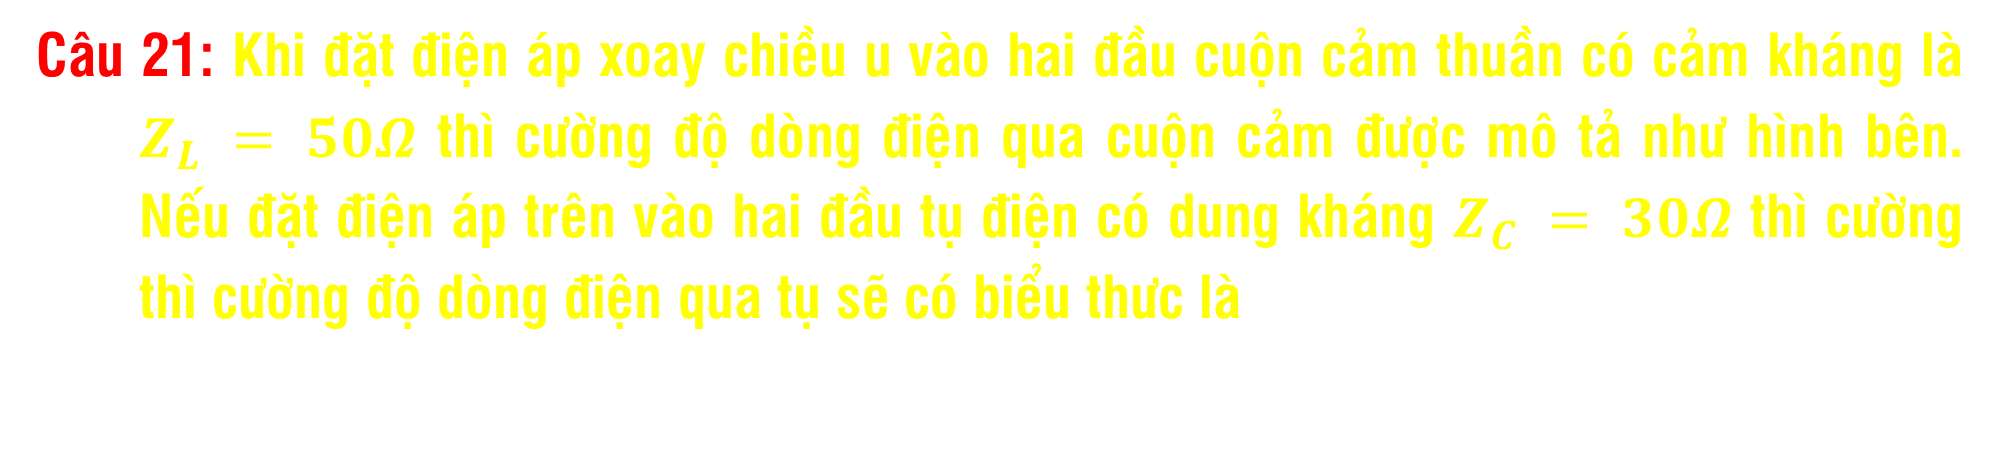 Câu 21: Khi đặt điện áp xoay chiều u vào hai đầu cuộn cảm thuần có cảm kháng là
Z_L = 50Ω thì cường độ dòng điện qua cuộn cảm được mô tả như hình bên.
Nếu đặt điện áp trên vào hai đầu tụ điện có dung kháng Z_C = 30Ω thì cường
thì cường độ dòng điện qua tụ sẽ có biểu thưc là